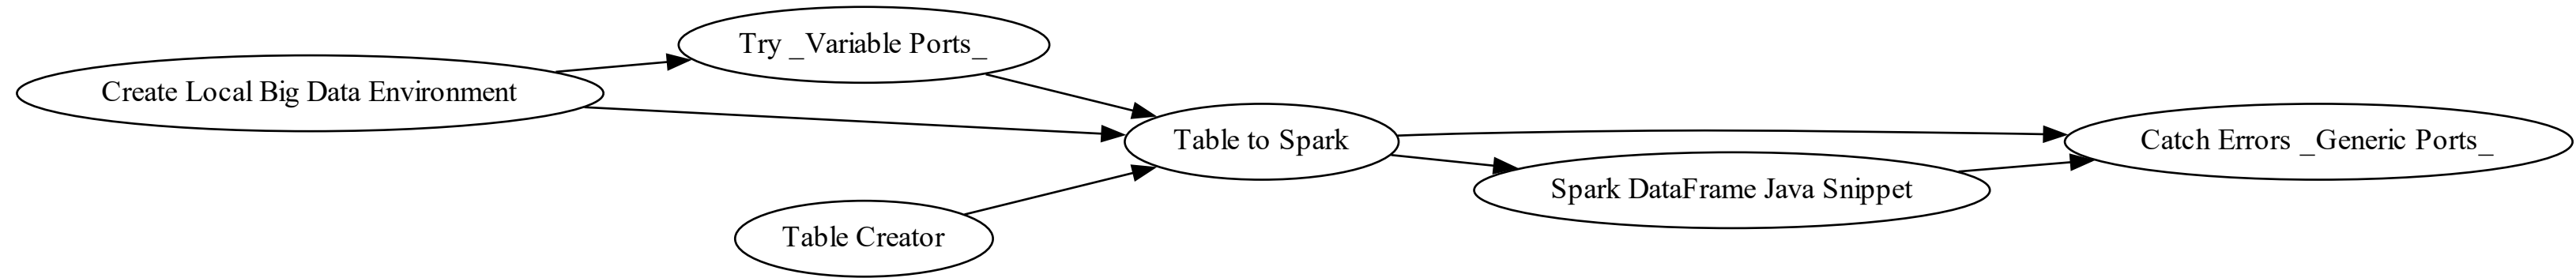 Try _Variable Ports_
Create Local Big Data Environment
Table to Spark
Catch Errors _Generic Ports_
Spark DataFrame Java Snippet
Table Creator